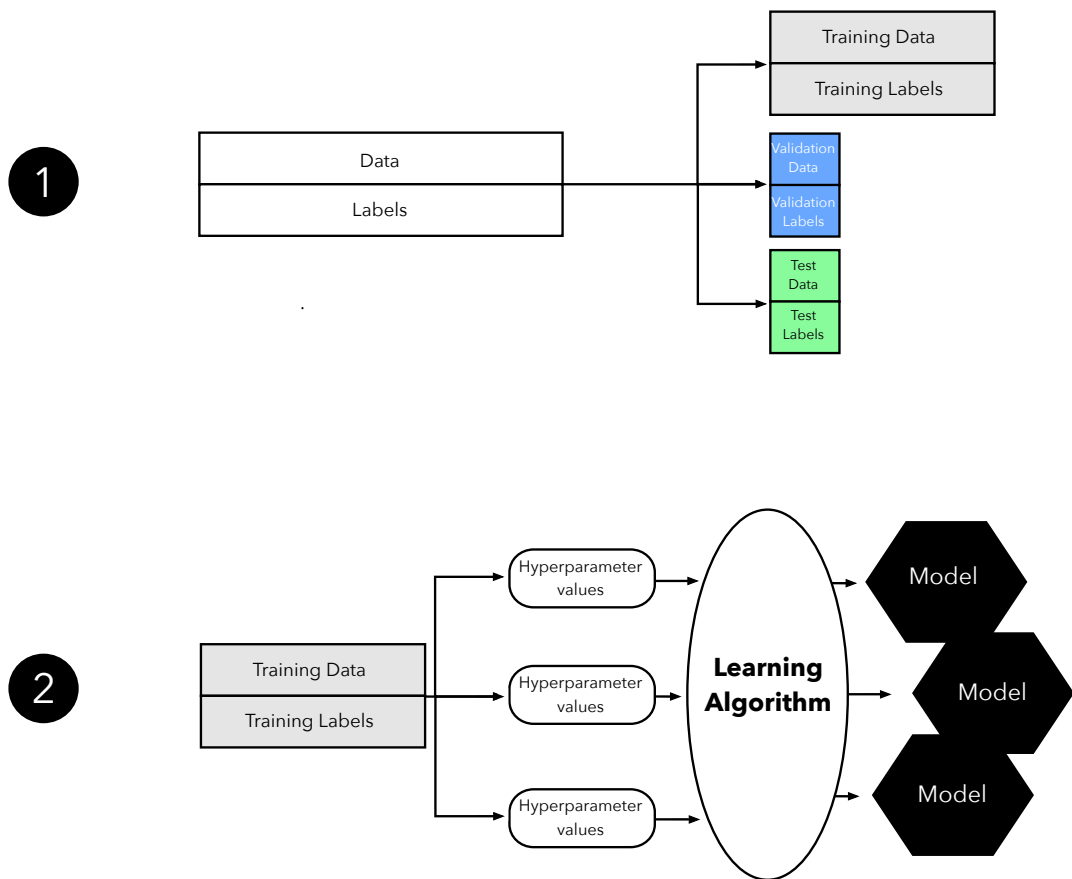 1
Data
Labels
Training Data
Training Labels
Validation
Data
Validation
Labels
Test
Data
Test
Labels
2
Training Data
Training Labels
Hyperparameter
values
Hyperparameter
values
Hyperparameter
values
Learning
Algorithm
Model
Model
Model